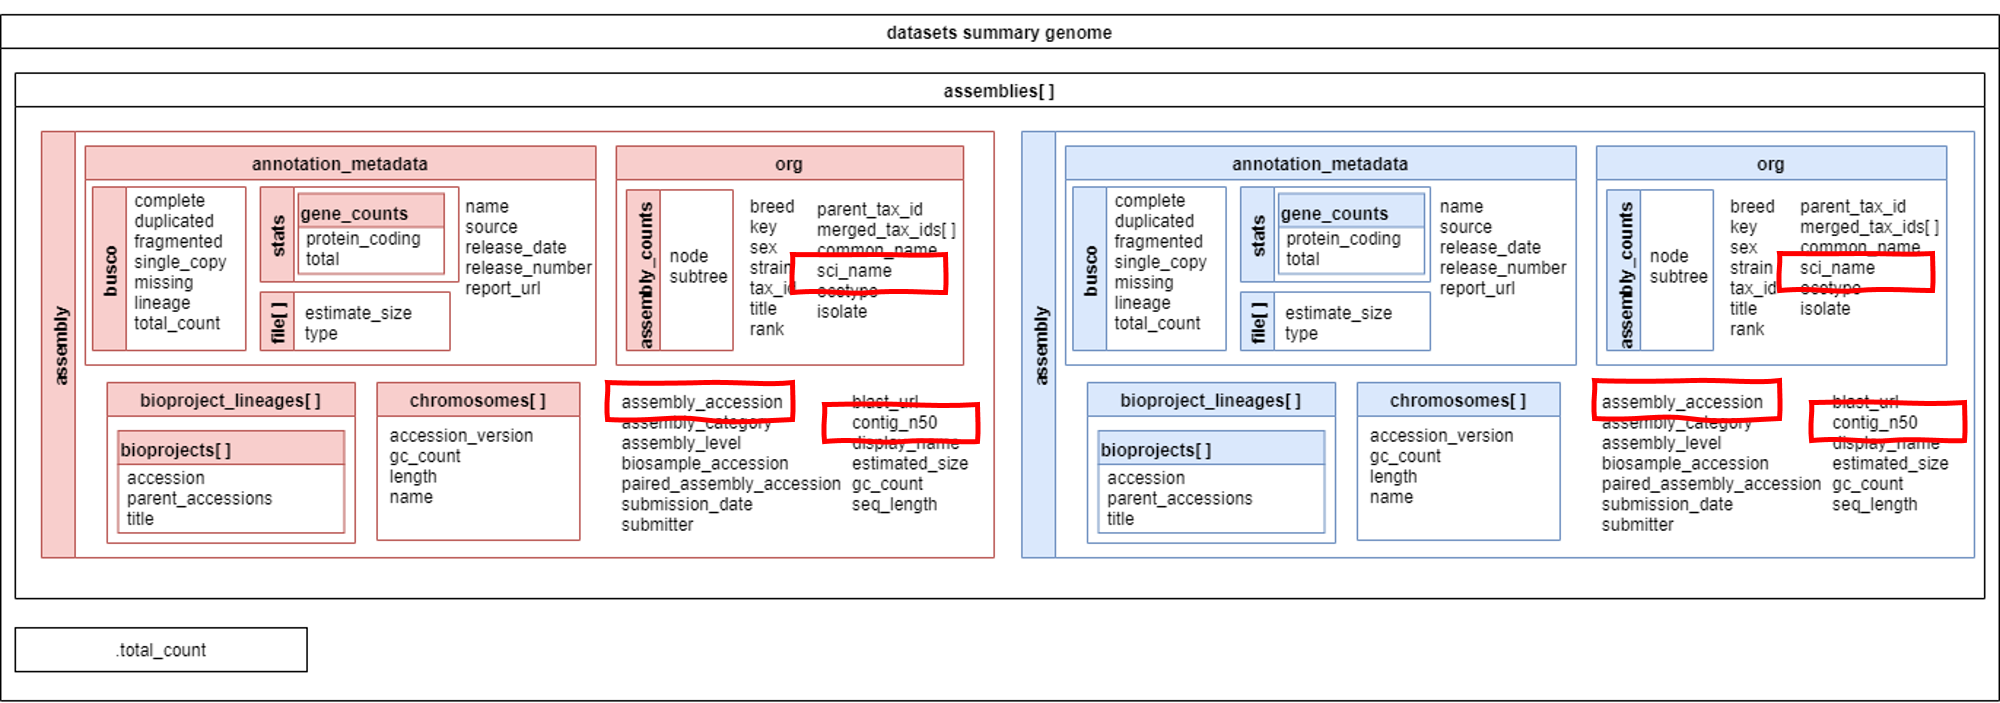 datasets summary genome
assemblies[ ]
assembly
annotation_metadata
busco
complete
duplicated
fragmented
single_copy
missing
lineage
total_count
stats
gene_counts
protein_coding
total
file[ ]
estimate_size
type
name
source
release_date
release_number
report_url
org
assembly_counts
node
subtree
breed
key
sex
strain
tax_id
title
rank
parent_tax_id
merged_tax_ids[ ]
common_name
sci_name
ecotype
isolate
bioproject_lineages[ ]
bioprojects[ ]
accession
parent_accessions
title
chromosomes[ ]
accession_version
gc_count
length
name
assembly_accession
assembly_category
assembly_level
biosample_accession
paired_assembly_accession
submission_date
submitter
blast_url
contig_n50
display_name
estimated_size
gc_count
seq_length
assembly
annotation_metadata
busco
complete
duplicated
fragmented
single_copy
missing
lineage
total_count
stats
gene_counts
protein_coding
total
file[ ]
estimate_size
type
name
source
release_date
release_number
report_url
org
assembly_counts
node
subtree
breed
key
sex
strain
tax_id
title
rank
parent_tax_id
merged_tax_ids[ ]
common_name
sci_name
ecotype
isolate
bioproject_lineages[ ]
bioprojects[ ]
accession
parent_accessions
title
chromosomes[ ]
accession_version
gc_count
length
name
assembly_accession
assembly_category
assembly_level
biosample_accession
paired_assembly_accession
submission_date
submitter
blast_url
contig_n50
display_name
estimated_size
gc_count
seq_length
.total_count